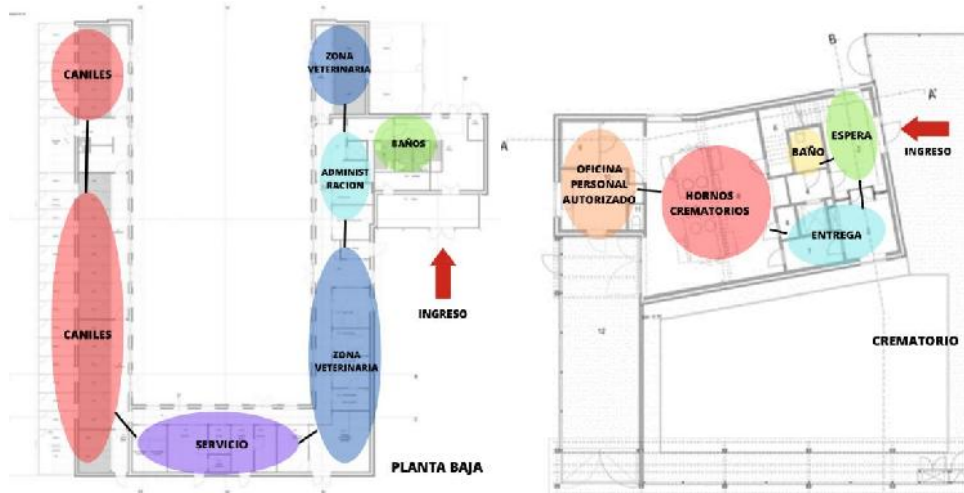 CANILES
ZONA
VETERINARIA
BAÑOS
ADMINIST
RACION
INGRESO
CANILES
ZONA
VETERINARIA
SERVICIO
PLANTA BAJA
B
A'
A
ESPERA
BAÑO
INGRESO
OFICINA
PERSONAL
AUTORIZADO
HORNOS
CREMATORIOS
ENTREGA
CREMATORIO
12